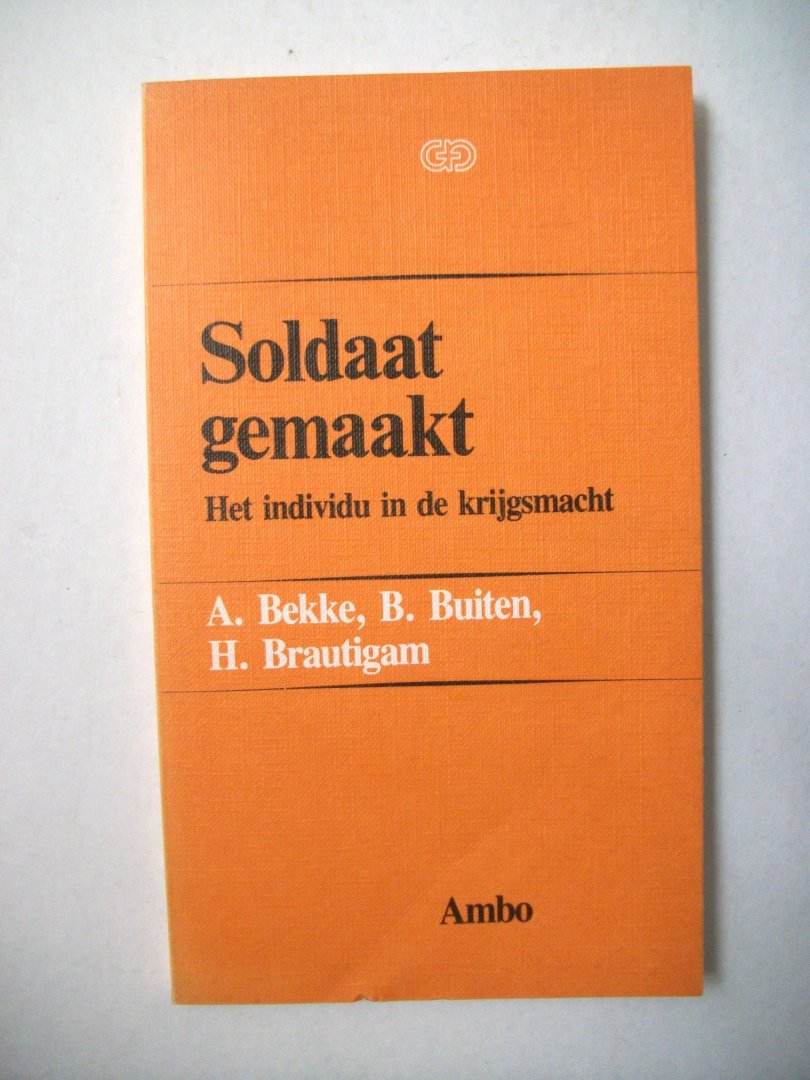 Soldaat
gemaakt
Het individu in de krijgsmacht
A. Bekke, B. Buiten,
H. Brautigam
Ambo